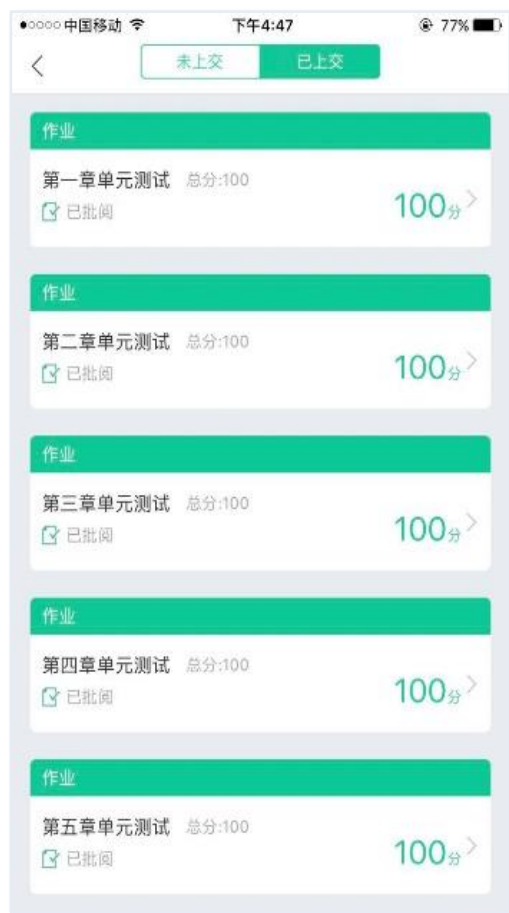 中国移动 下午4:47 77%
未上交 已上交
作业
第一章单元测试 总分:100
已批阅 100分
作业
第二章单元测试 总分:100
已批阅 100分
作业
第三章单元测试 总分:100
已批阅 100分
作业
第四章单元测试 总分:100
已批阅 100分
作业
第五章单元测试 总分:100
已批阅 100分